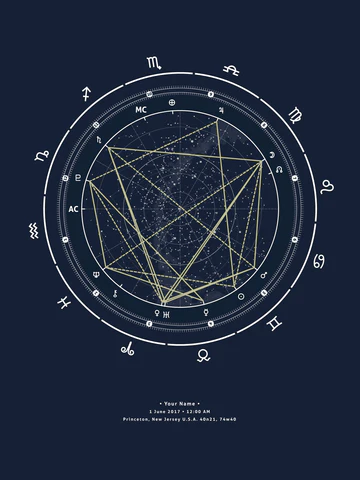 MC
AC
• Your Name •
1 June 2017 • 12:00 AM
Princeton, New Jersey U.S.A. 40n21, 74w40